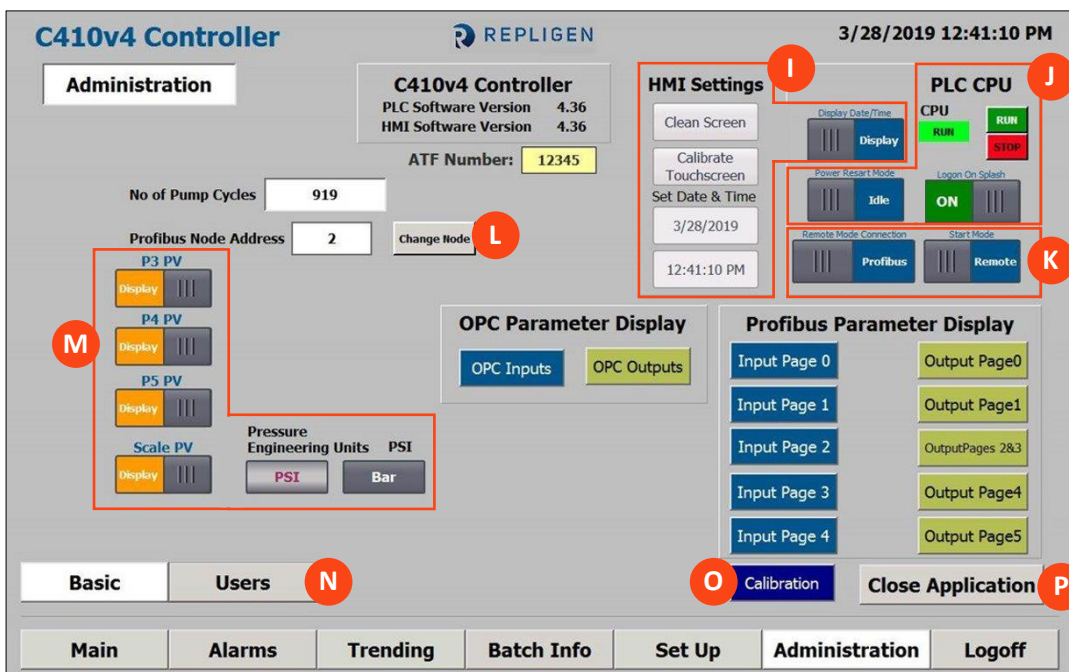 C410v4 Controller
REPLIGEN
3/28/2019 12:41:10 PM
Administration
C410v4 Controller
PLC Software Version 4.36
HMI Software Version 4.36
ATF Number: 12345
No of Pump Cycles 919
Profibus Node Address 2
Change Node
L
HMI Settings
I
Clean Screen
Calibrate
Touchscreen
Set Date & Time
3/28/2019
12:41:10 PM
Display Date/Time
Display
PLC CPU
J
CPU
RUN
RUN
STOP
Power Resart Mode
Idle
Logon On Splash
ON
Remote Mode Connection
Profibus
Start Mode
Remote
K
M
P3 PV
Display
P4 PV
Display
P5 PV
Display
Scale PV
Display
Pressure
Engineering Units PSI
PSI
Bar
OPC Parameter Display
OPC Inputs
OPC Outputs
Profibus Parameter Display
Input Page 0
Output Page0
Input Page 1
Output Page1
Input Page 2
OutputPages 2&3
Input Page 3
Output Page4
Input Page 4
Output Page5
Basic
Users
N
O
Calibration
Close Application
P
Main
Alarms
Trending
Batch Info
Set Up
Administration
Logoff